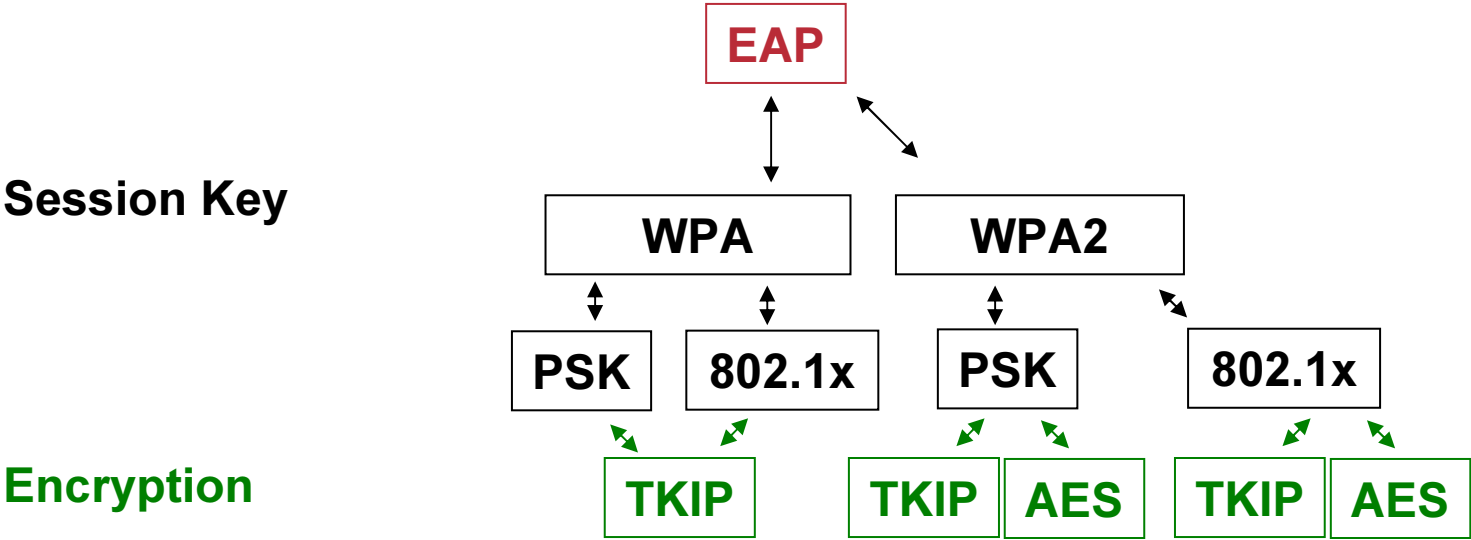 EAP
Session Key
WPA
WPA2
PSK
802.1x
PSK
802.1x
Encryption
TKIP
TKIP
AES
TKIP
AES